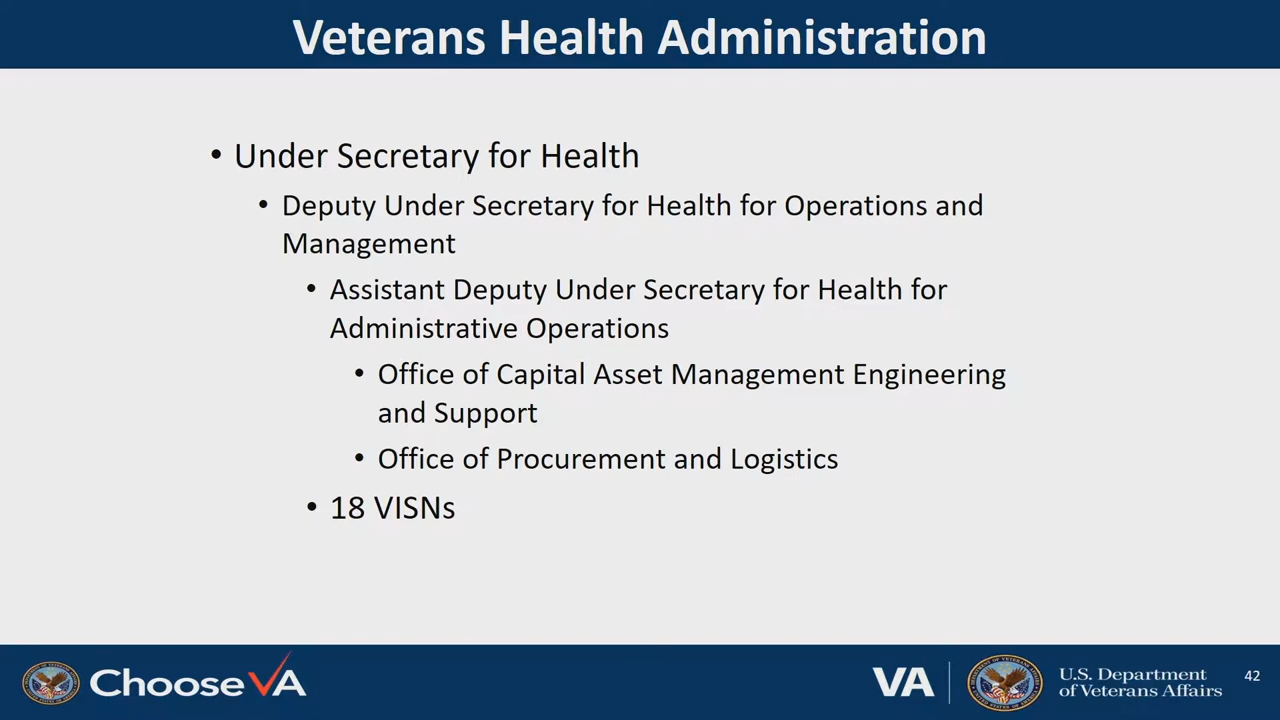 Veterans Health Administration
• Under Secretary for Health
• Deputy Under Secretary for Health for Operations and
Management
• Assistant Deputy Under Secretary for Health for
Administrative Operations
• Office of Capital Asset Management Engineering
and Support
• Office of Procurement and Logistics
• 18 VISNs
Choose VA
VA
U.S. Department
of Veterans Affairs
42